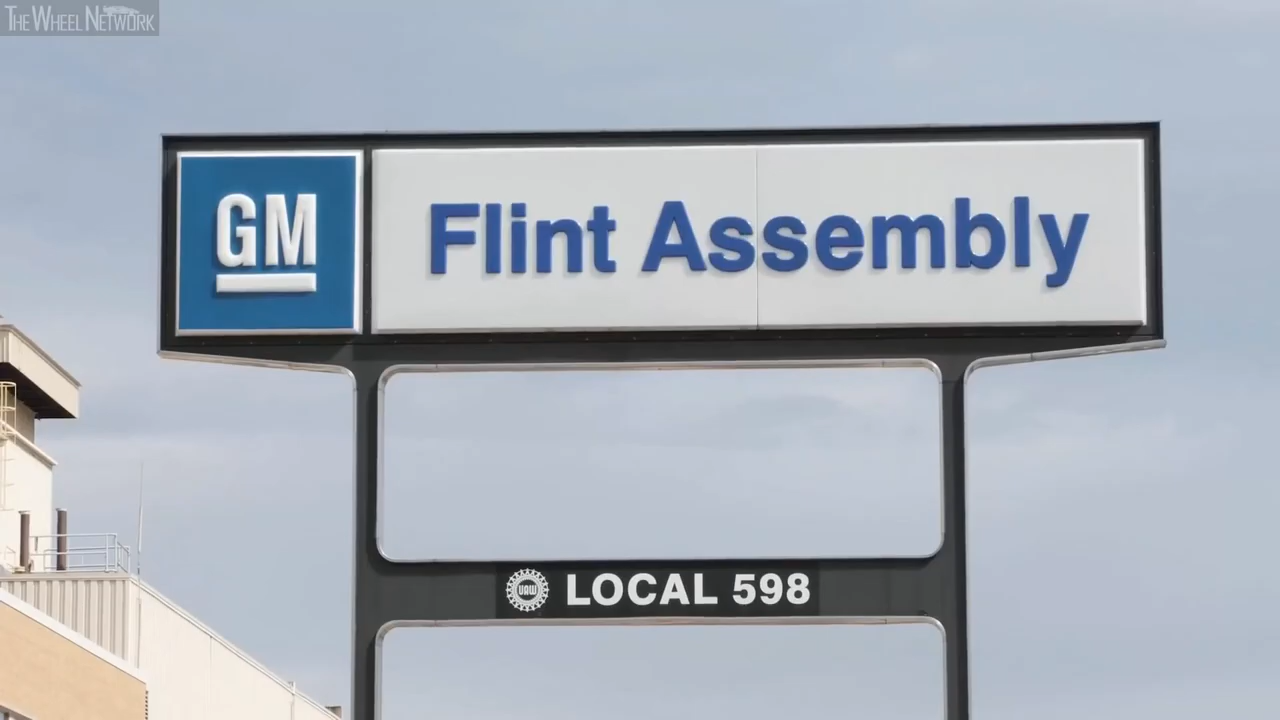 THE WHEEL NETWORK
GM
Flint Assembly
UAW
LOCAL 598